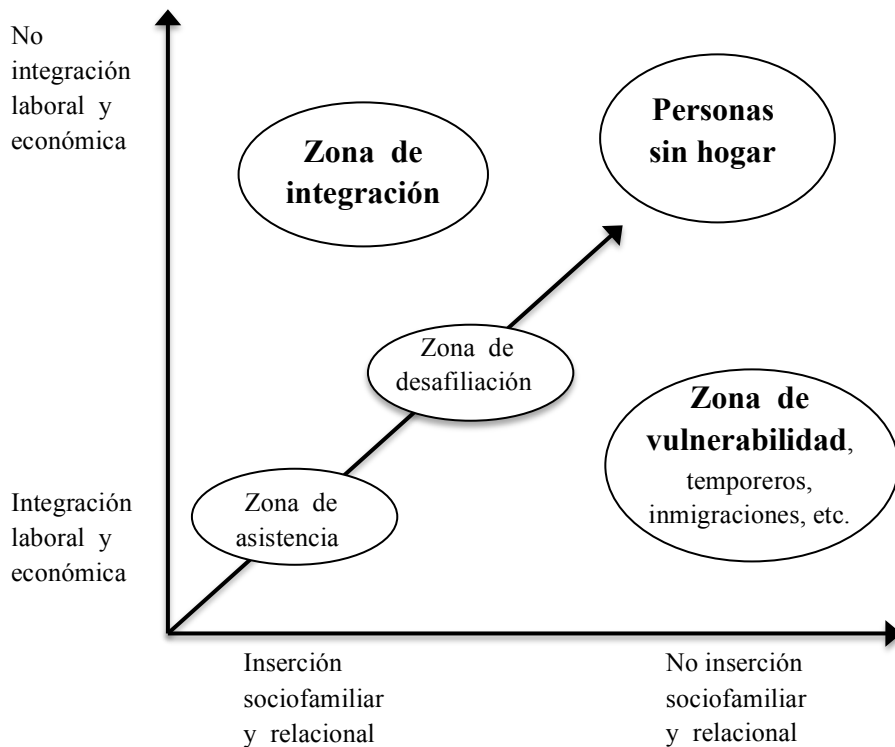 No
integración
laboral y
económica
Zona de
integración
Personas
sin hogar
Zona de
desafiliación
Zona de
vulnerabilidad,
temporeros,
inmigraciones, etc.
Integración
laboral y
económica
Zona de
asistencia
Inserción
sociofamiliar
y relacional
No inserción
sociofamiliar
y relacional